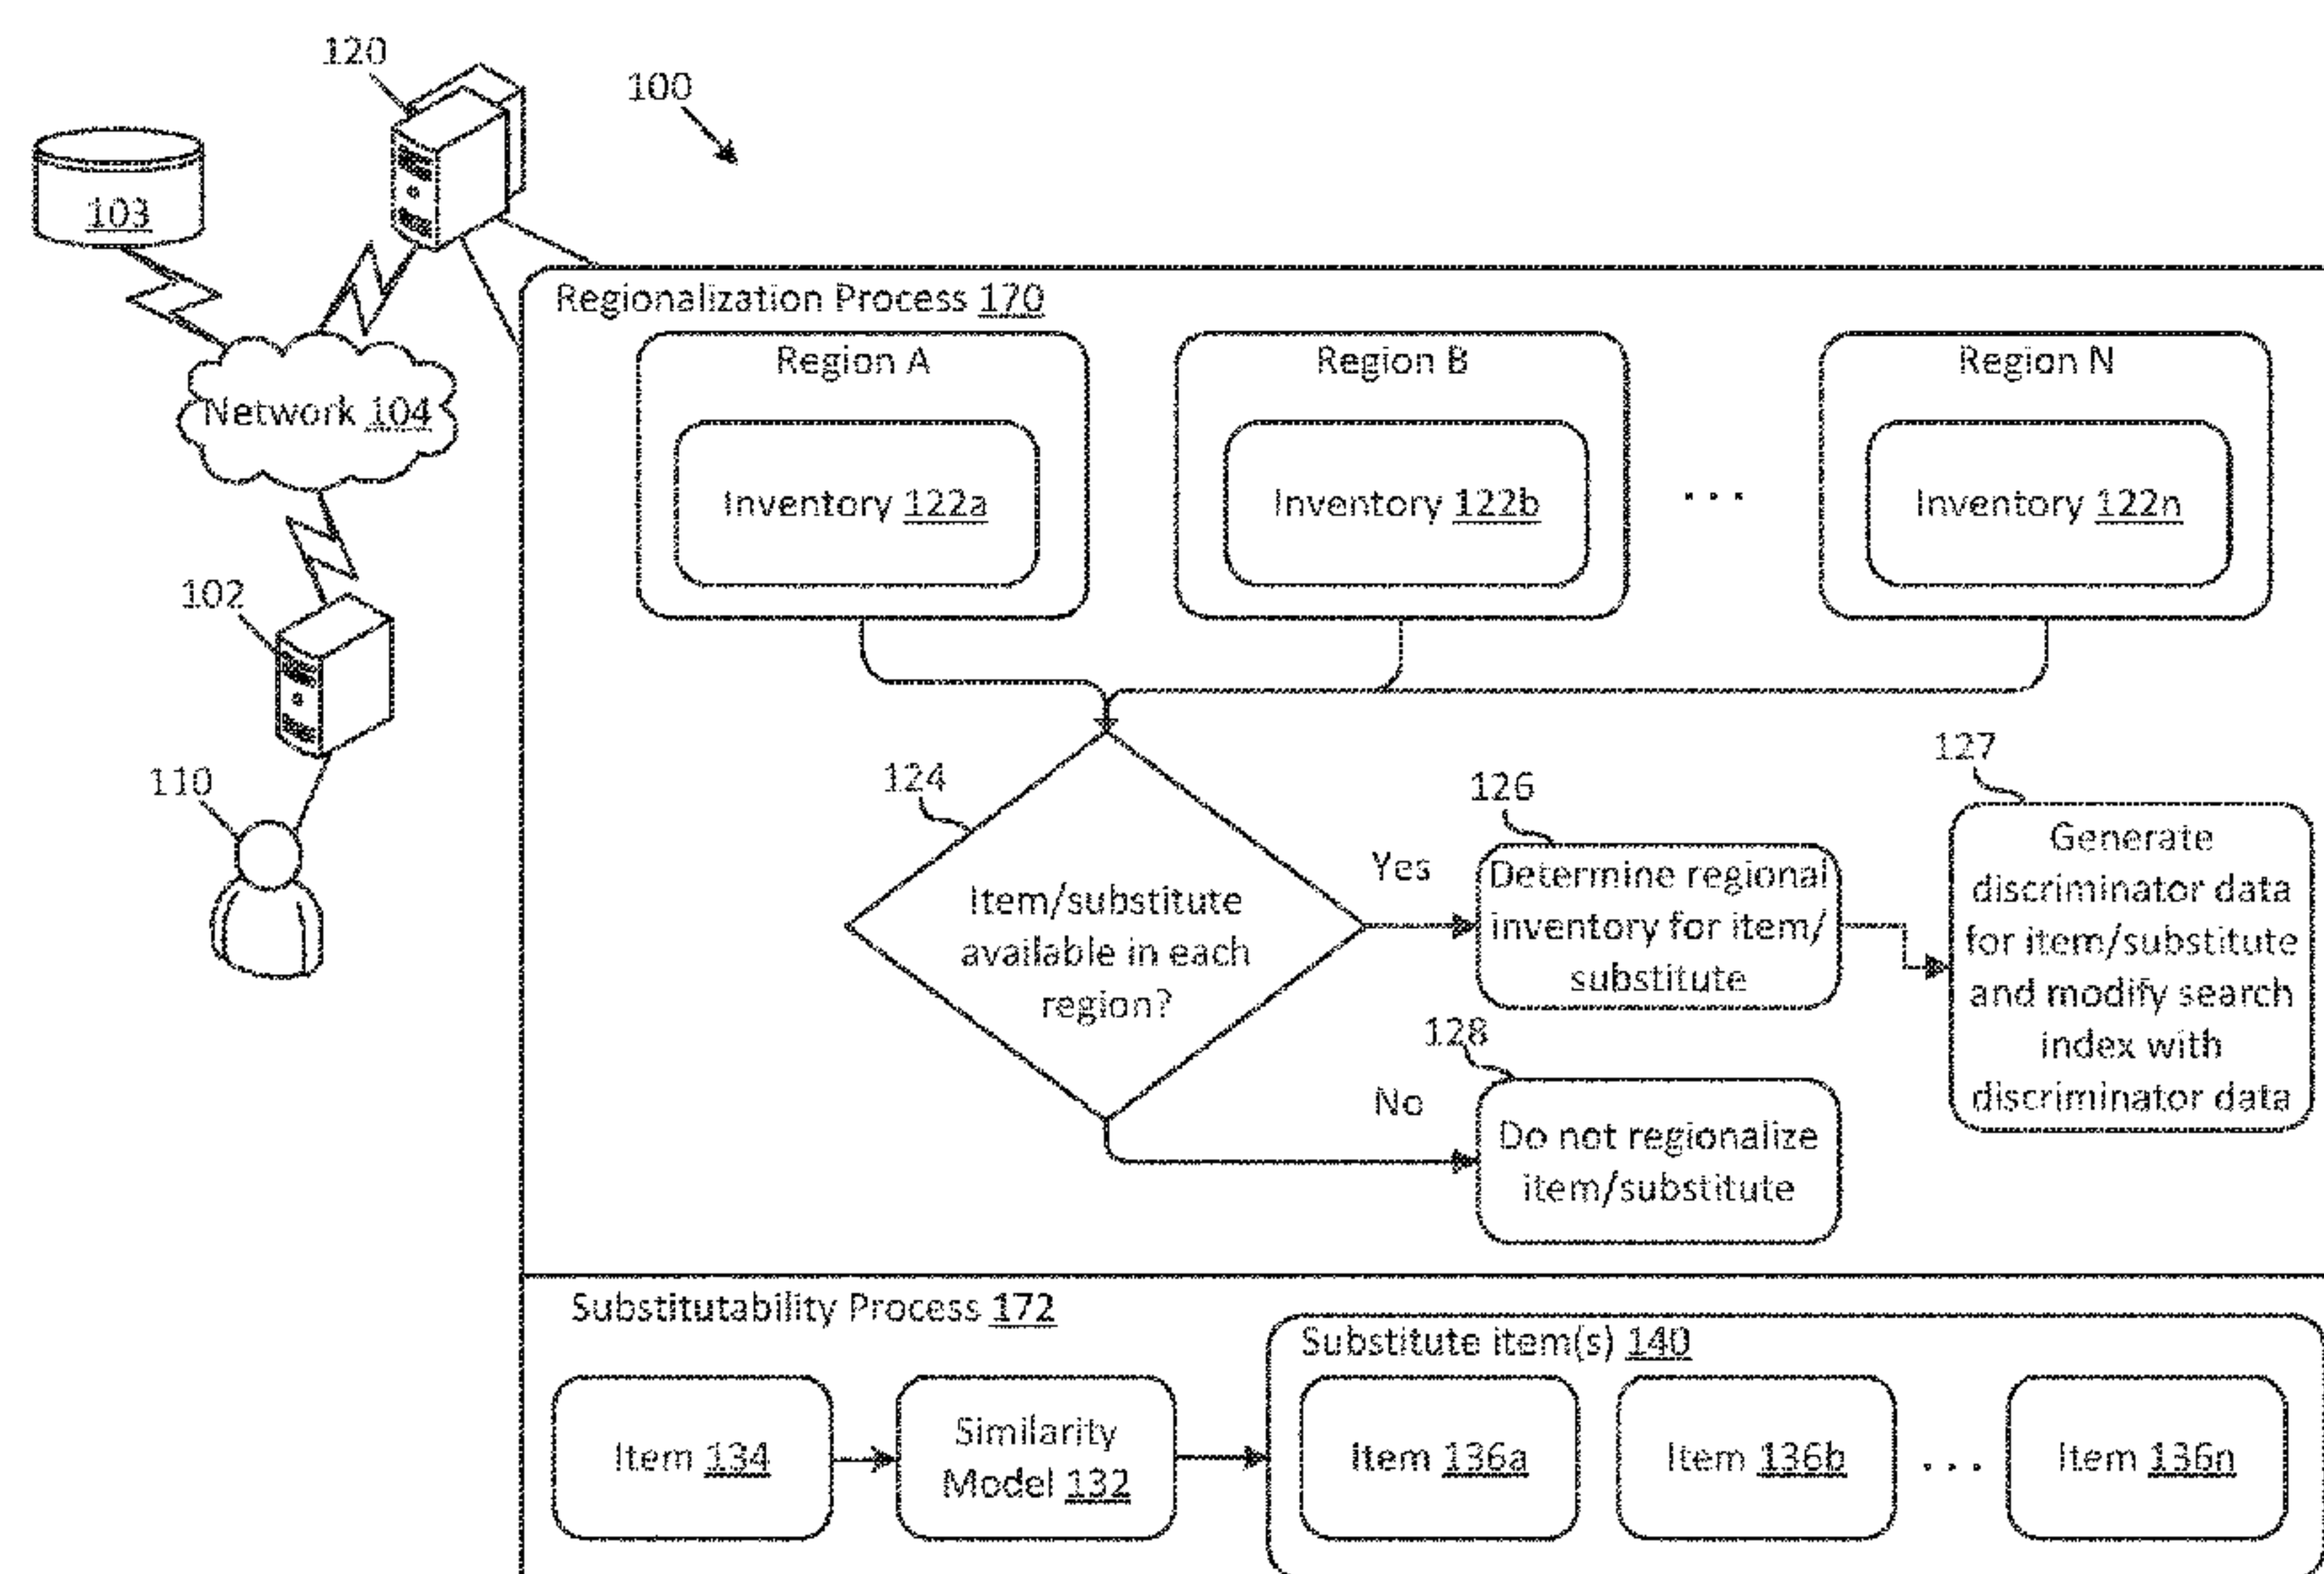 120
100
103
Regionalization Process 170
Region A
Region B
Region N
Network 104
Inventory 122a
Inventory 122b
...
Inventory 122n
102
127
110
124
126
Yes
Item/substitute
available in each
region?
Determine regional
inventory for item/
substitute
Generate
discriminator data
for item/substitute
and modify search
index with
discriminator data
128
No
Do not regionalize
item/substitute
Substitutability Process 172
Substitute item(s) 140
Item 134
Similarity
Model 132
Item 136a
Item 136b
...
Item 136n